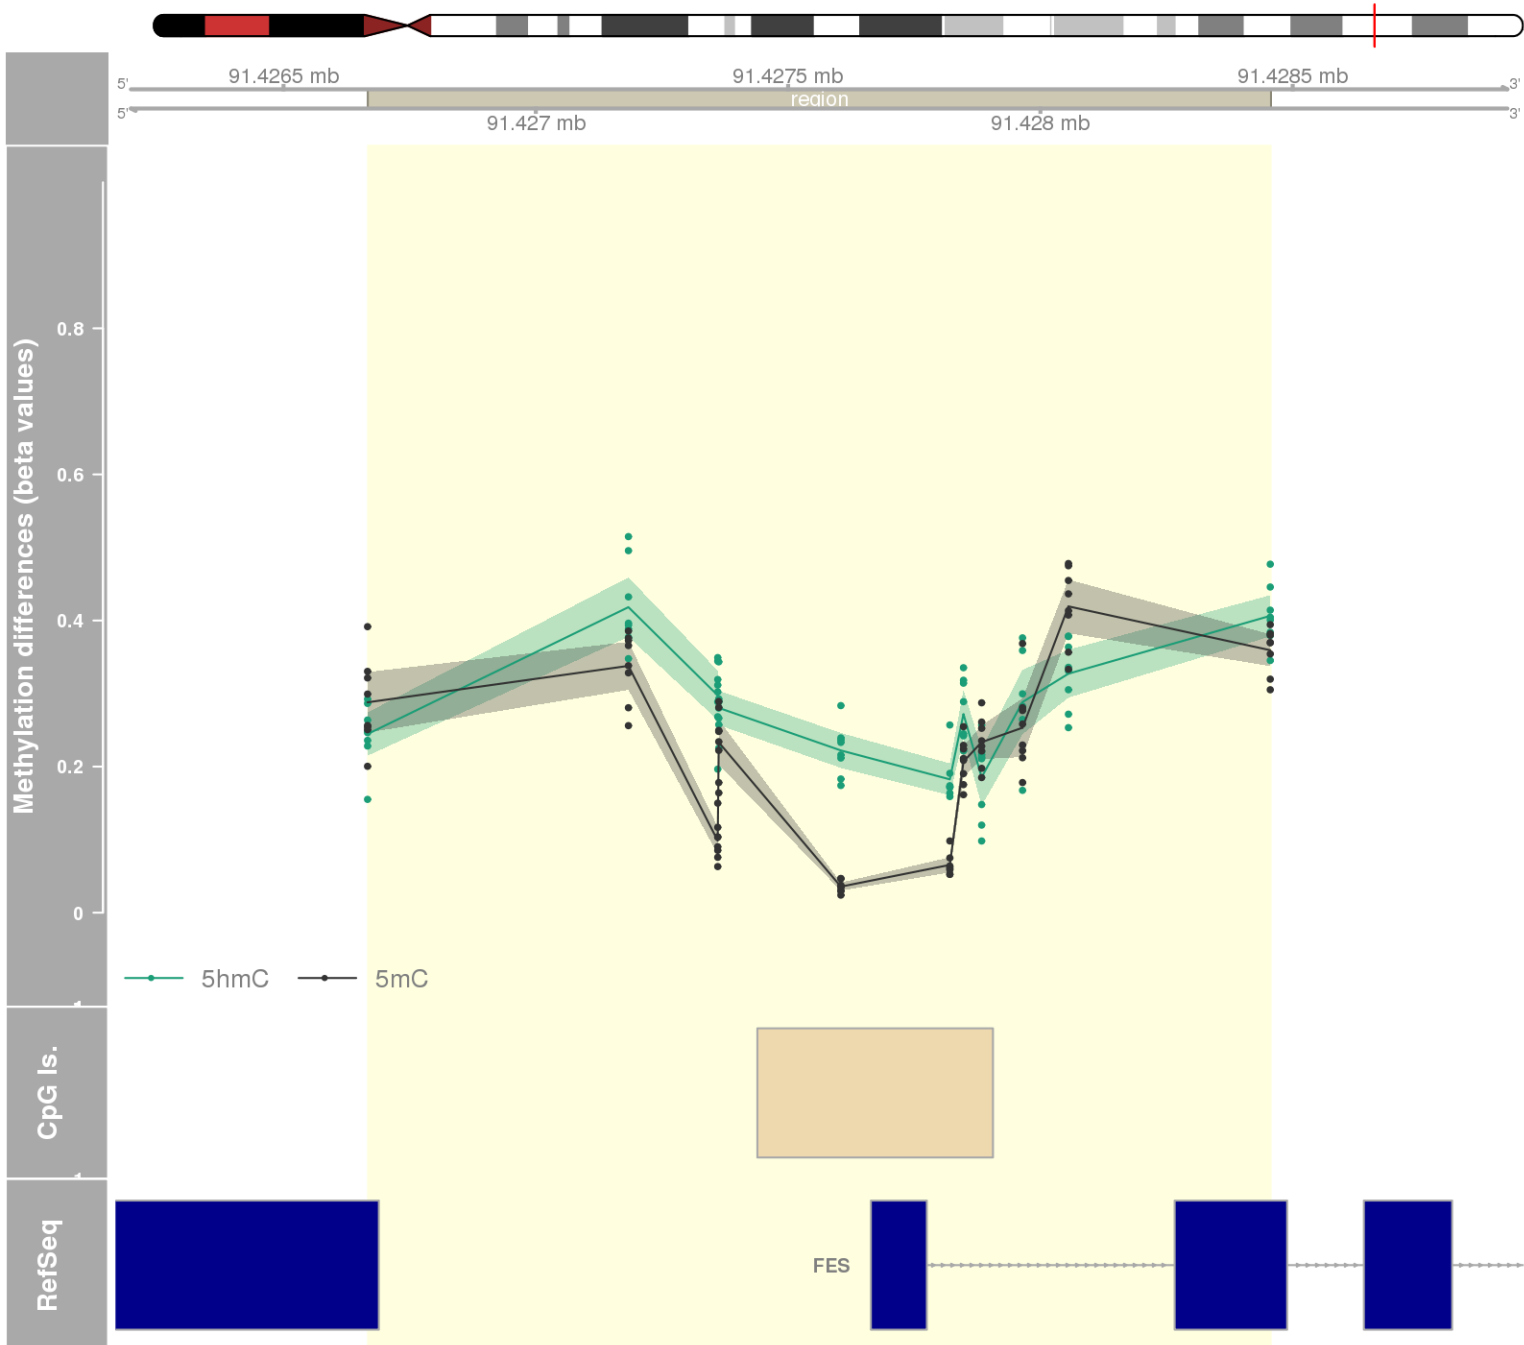 91.4265 mb
91.4275 mb
91.4285 mb
5'
3'
region
5'
3'
91.427 mb
91.428 mb
Methylation differences (beta values)
0.8
0.6
0.4
0.2
0
5hmC
5mC
CpG Is.
RefSeq
FES